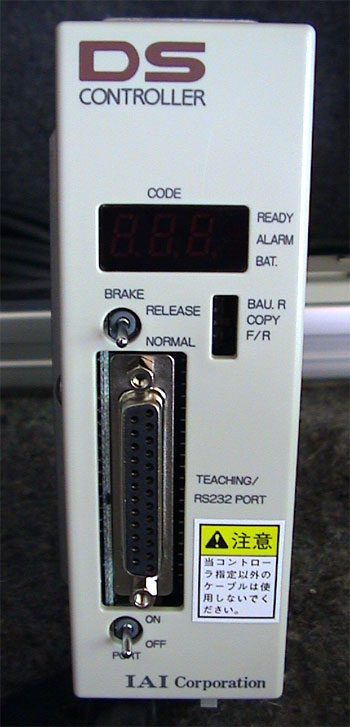 DS
CONTROLLER
CODE
READY
ALARM
BAT.
BRAKE
RELEASE
NORMAL
BAU. R
COPY
F/R
TEACHING/
RS232 PORT
注意
当コントロー
ラ指定以外の
ケーブルは使
用しないでく
ださい。
ON
OFF
PORT
IAI Corporation